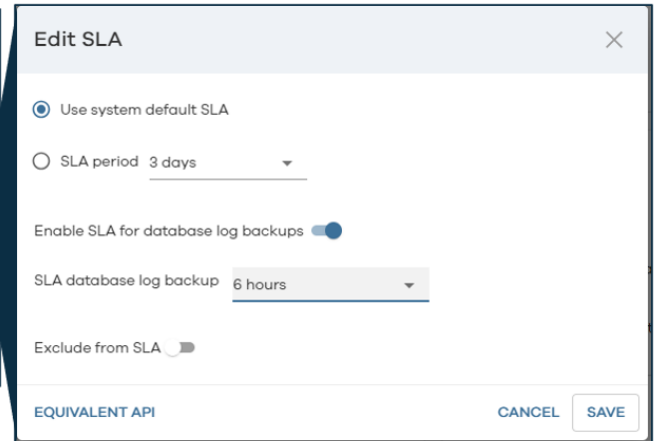 Edit SLA
Use system default SLA
SLA period 3 days
Enable SLA for database log backups
SLA database log backup 6 hours
Exclude from SLA
EQUIVALENT API CANCEL SAVE